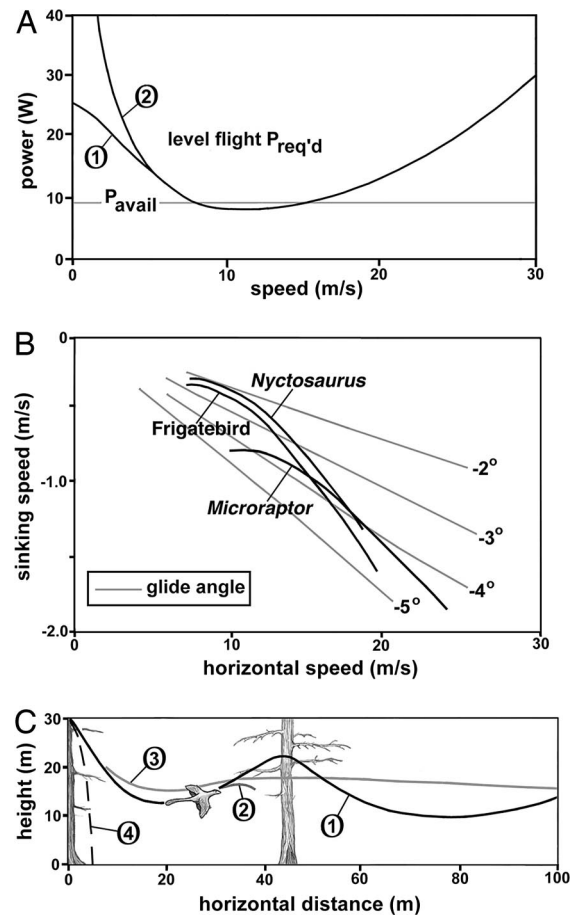 A
40
30
20
10
0
power (W)
②
①
level flight P req'd
P avail
0
10
20
30
speed (m/s)
B
0
-1.0
-2.0
sinking speed (m/s)
Nyctosaurus
Frigatebird
Microraptor
-2°
-3°
-4°
-5°
glide angle
0
10
20
30
horizontal speed (m/s)
C
30
20
10
0
height (m)
③
④
②
①
0
20
40
60
80
100
horizontal distance (m)